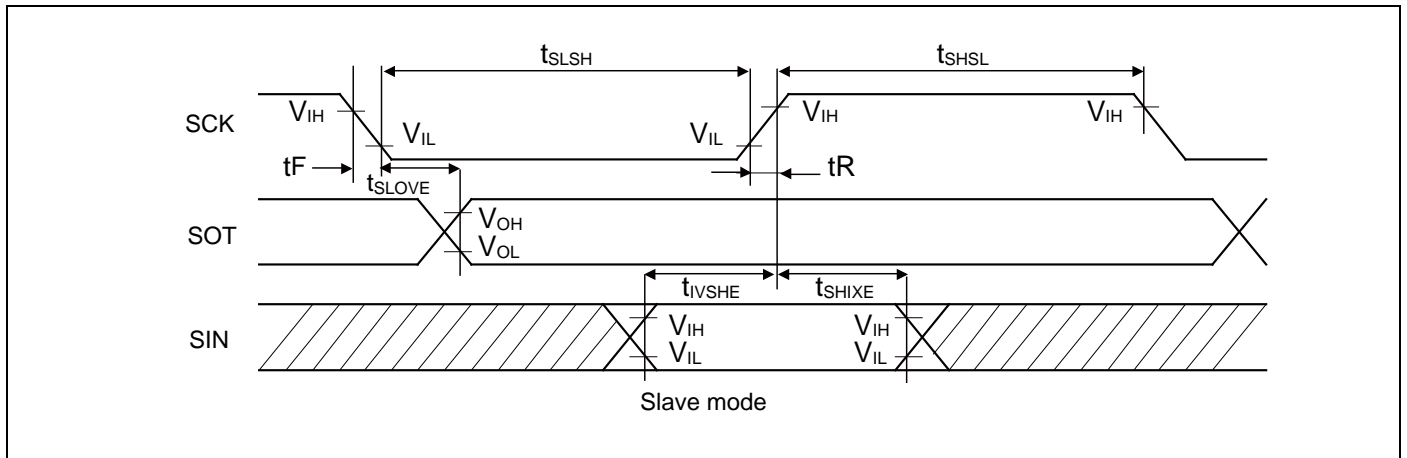 tSLSH
tSHSL
SCK
VIH
VIL
VIL
VIH
VIH
tF
tSLOVE
tR
SOT
VOH
VOL
tIVSHE
tSHIXE
SIN
VIH
VIL
VIH
VIL
Slave mode